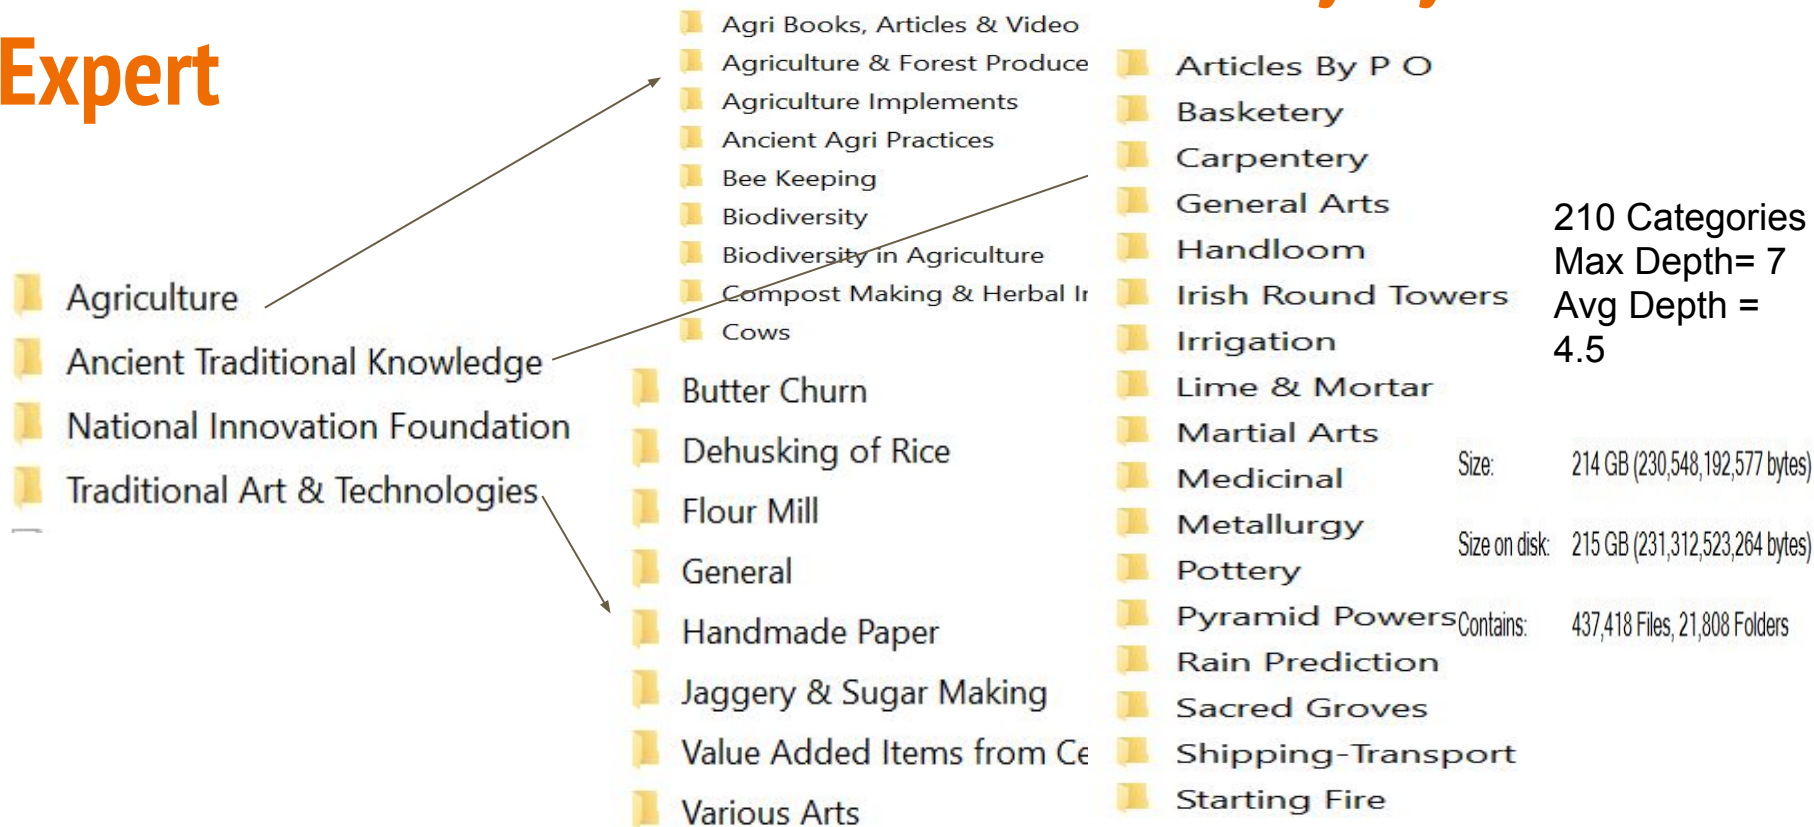 Expert
Agriculture
Ancient Traditional Knowledge
National Innovation Foundation
Traditional Art & Technologies
Agri Books, Articles & Video
Agriculture & Forest Produce
Agriculture Implements
Ancient Agri Practices
Bee Keeping
Biodiversity
Biodiversity in Agriculture
Compost Making & Herbal
Cows
Butter Churn
Dehusking of Rice
Flour Mill
General
Handmade Paper
Jaggery & Sugar Making
Value Added Items from
Various Arts
Articles By P O
Basketery
Carpentery
General Arts
Handloom
Irish Round Towers
Irrigation
Lime & Mortar
Martial Arts
Medicinal
Metallurgy
Pottery
Pyramid Powers
Rain Prediction
Sacred Groves
Shipping-Transport
Starting Fire
210 Categories
Max Depth= 7
Avg Depth =
4.5
Size: 214 GB (230,548,192,577 bytes)
Size on disk: 215 GB (231,312,523,264 bytes)
Contains: 437,418 Files, 21,808 Folders